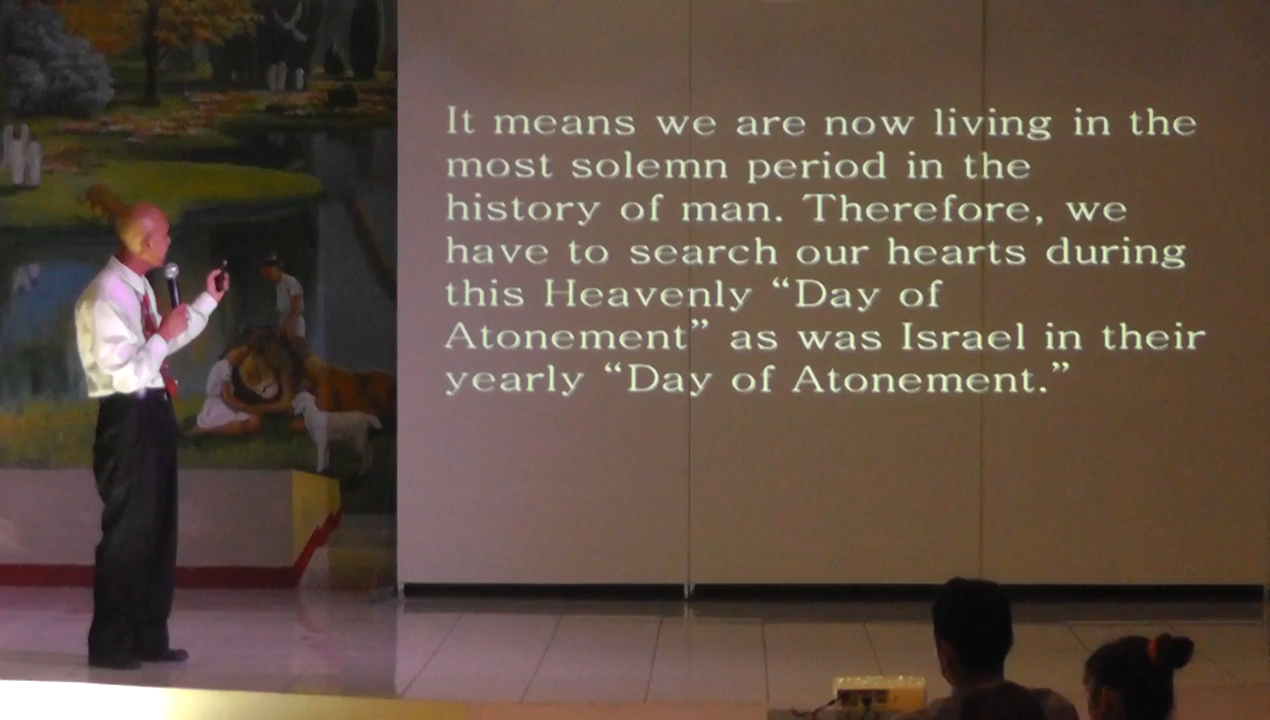 It means we are now living in the
most solemn period in the
history of man. Therefore, we
have to search our hearts during
this Heavenly “Day of
Atonement” as was Israel in their
yearly “Day of Atonement.”